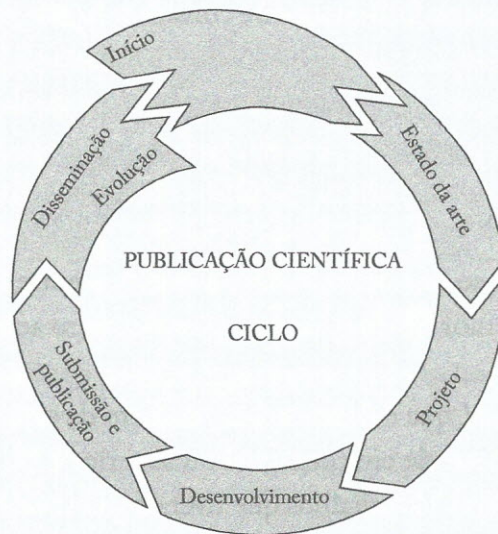 Início
Estado da arte
Projeto
Desenvolvimento
Submissão e
publicação
Disseminação
Evolução
PUBLICAÇÃO CIENTÍFICA
CICLO